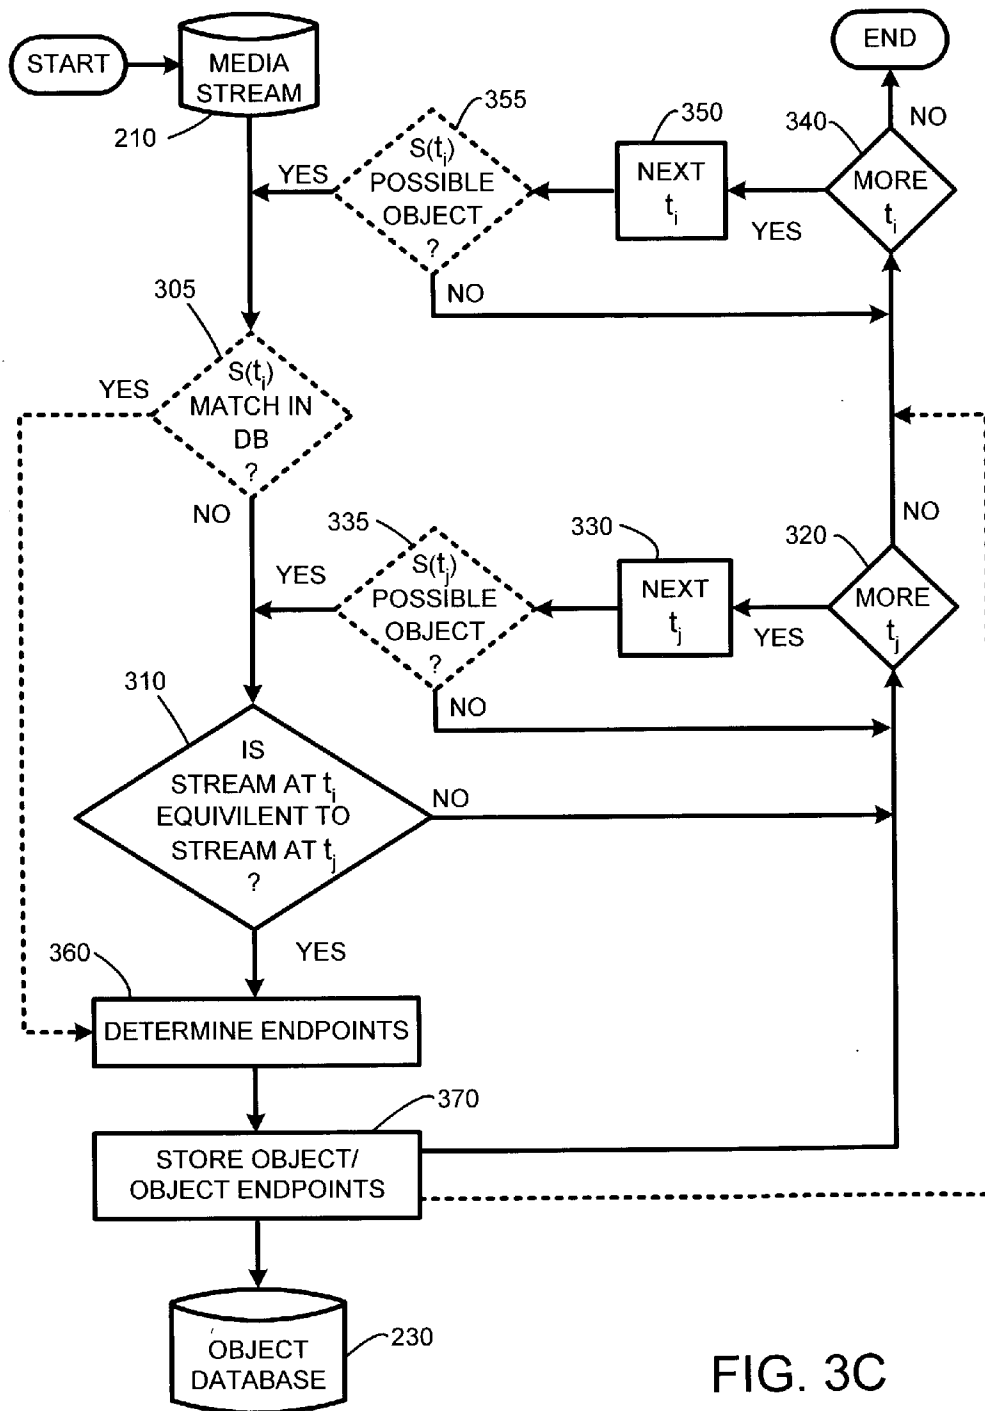 START
MEDIA
STREAM
210
355
S(ti)
POSSIBLE
OBJECT
?
YES
NO
350
NEXT
ti
YES
340
MORE
ti
NO
END
305
S(ti)
MATCH IN
DB
?
YES
NO
335
S(tj)
POSSIBLE
OBJECT
?
YES
NO
330
NEXT
tj
YES
320
MORE
tj
NO
310
IS
STREAM AT ti
EQUIVILENT TO
STREAM AT tj
?
NO
YES
360
DETERMINE ENDPOINTS
370
STORE OBJECT/
OBJECT ENDPOINTS
OBJECT
DATABASE
230
FIG. 3C